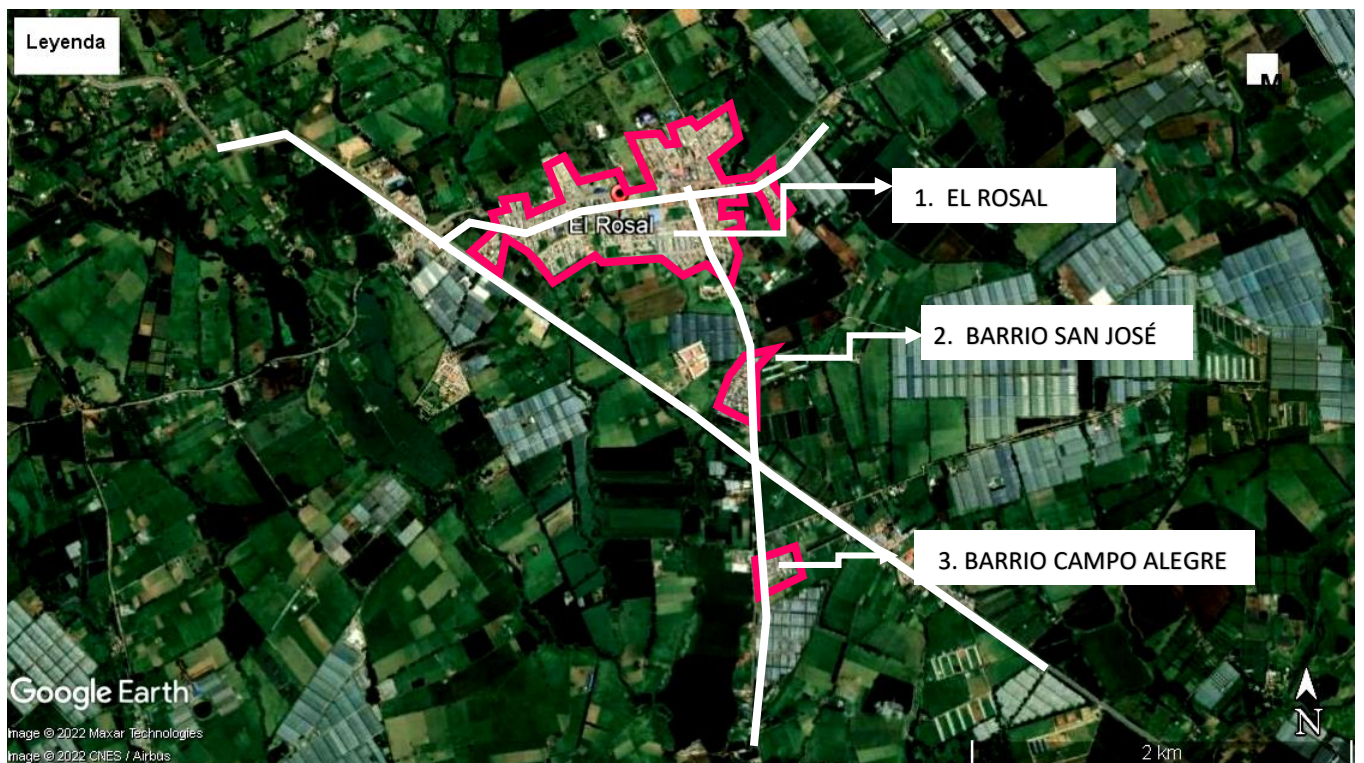 Leyenda
M
1. EL ROSAL
El Rosal
2. BARRIO SAN JOSÉ
3. BARRIO CAMPO ALEGRE
Google Earth
Image © 2022 Maxar Technologies
Image © 2022 CNES / Airbus
N
2 km